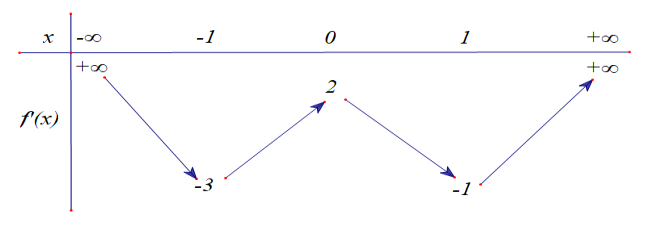 x -∞ -1 0 1 +∞
+∞ +∞
2
f'(x)
-3 -1